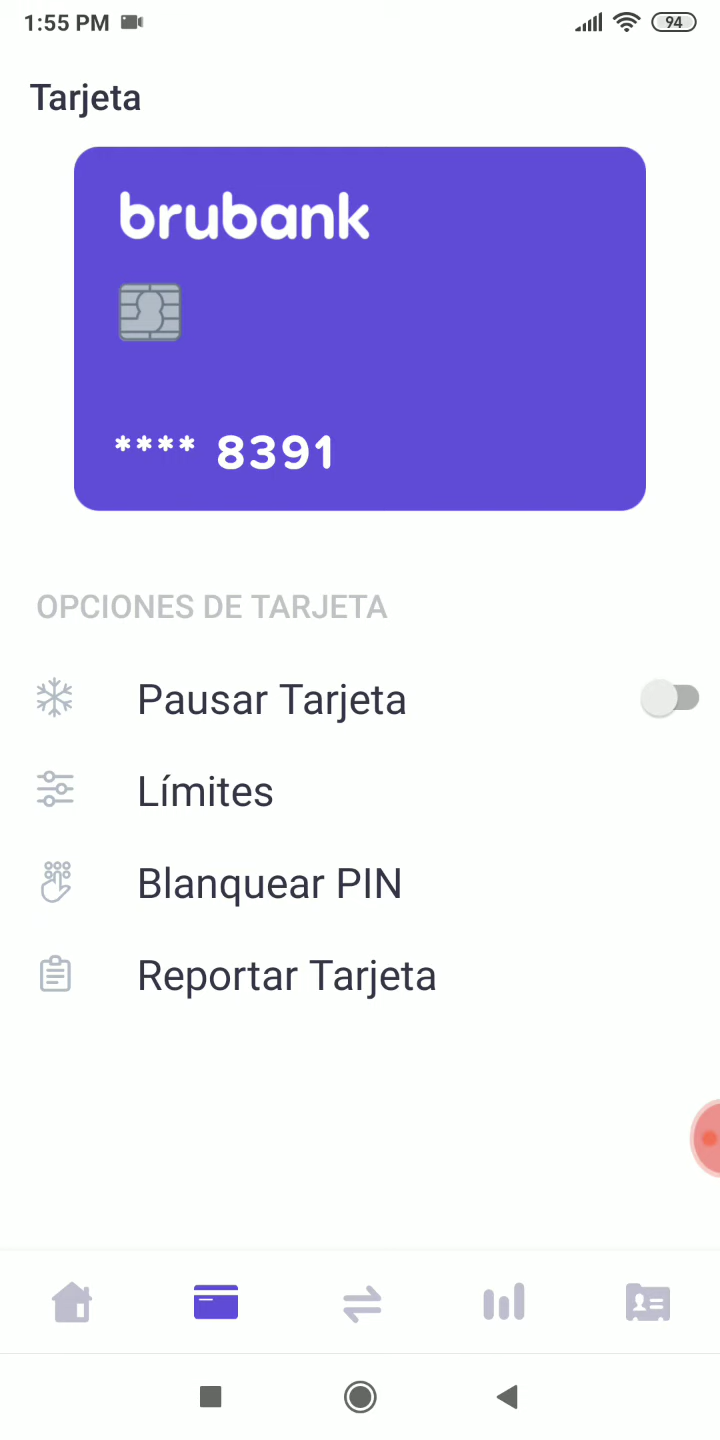 1:55 PM
94
Tarjeta
brubank
**** 8391
OPCIONES DE TARJETA
Pausar Tarjeta
Límites
Blanquear PIN
Reportar Tarjeta